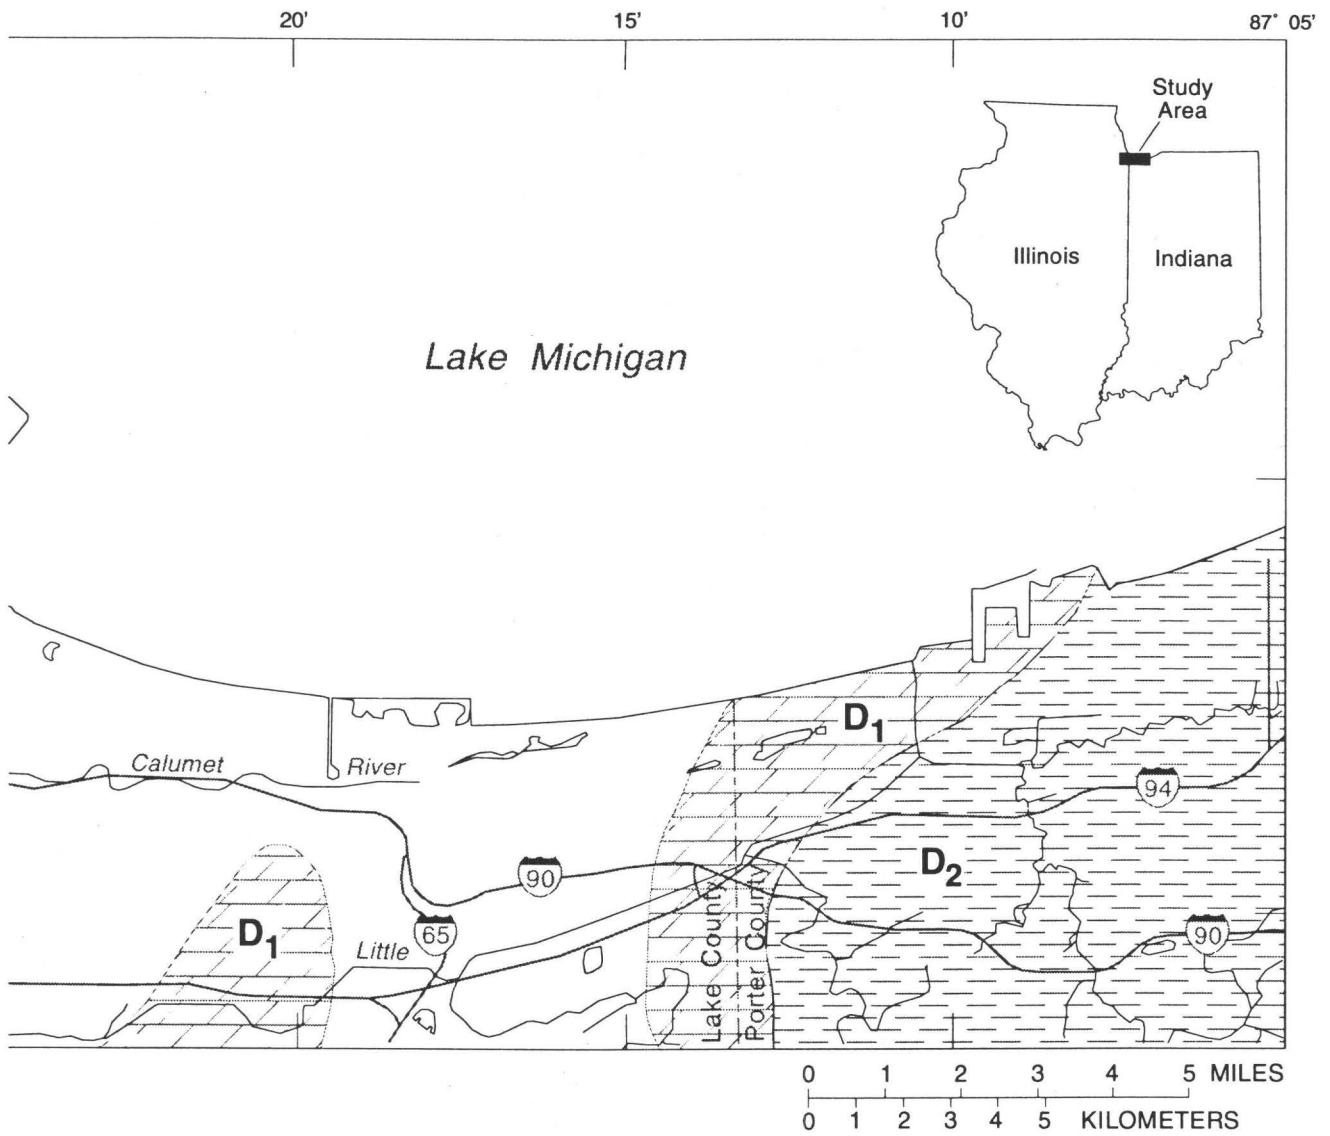 20' 15' 10' 87° 05'
Study
Area
Illinois Indiana
Lake Michigan
D1
Calumet River
94
D2
90
D1
65
Little
90
Lake County
Porter County
0 1 2 3 4 5 MILES
0 1 2 3 4 5 KILOMETERS